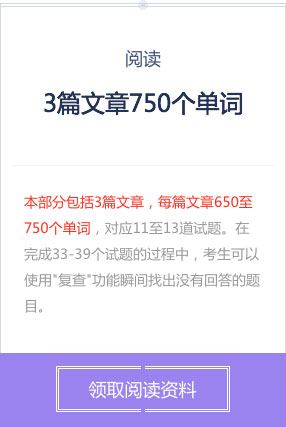 阅读
3篇文章750个单词
本部分包括3篇文章，每篇文章650至
750个单词，对应11至13道试题。在
完成33-39个试题的过程中，考生可以
使用"复查"功能瞬间找出没有回答的题
目。
领取阅读资料